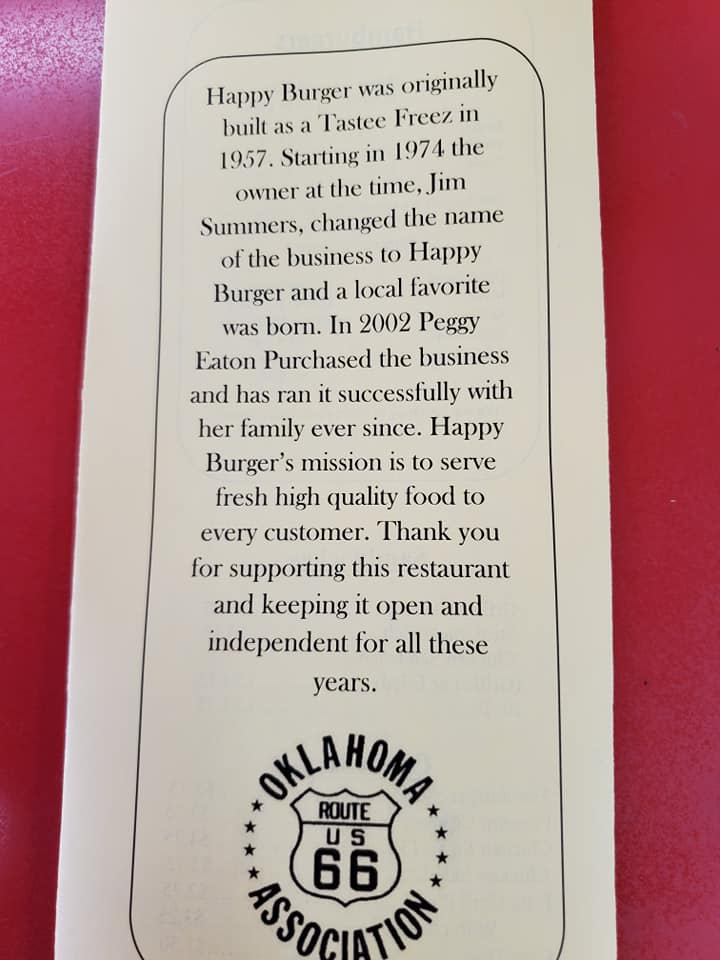 Happy Burger was originally
built as a Tastee Freez in
1957. Starting in 1974 the
owner at the time, Jim
Summers, changed the name
of the business to Happy
Burger and a local favorite
was born. In 2002 Peggy
Eaton Purchased the business
and has ran it successfully with
her family ever since. Happy
Burger's mission is to serve
fresh high quality food to
every customer. Thank you
for supporting this restaurant
and keeping it open and
independent for all these
years.
OKLAHOMA
ROUTE
US
66
ASSOCIATION